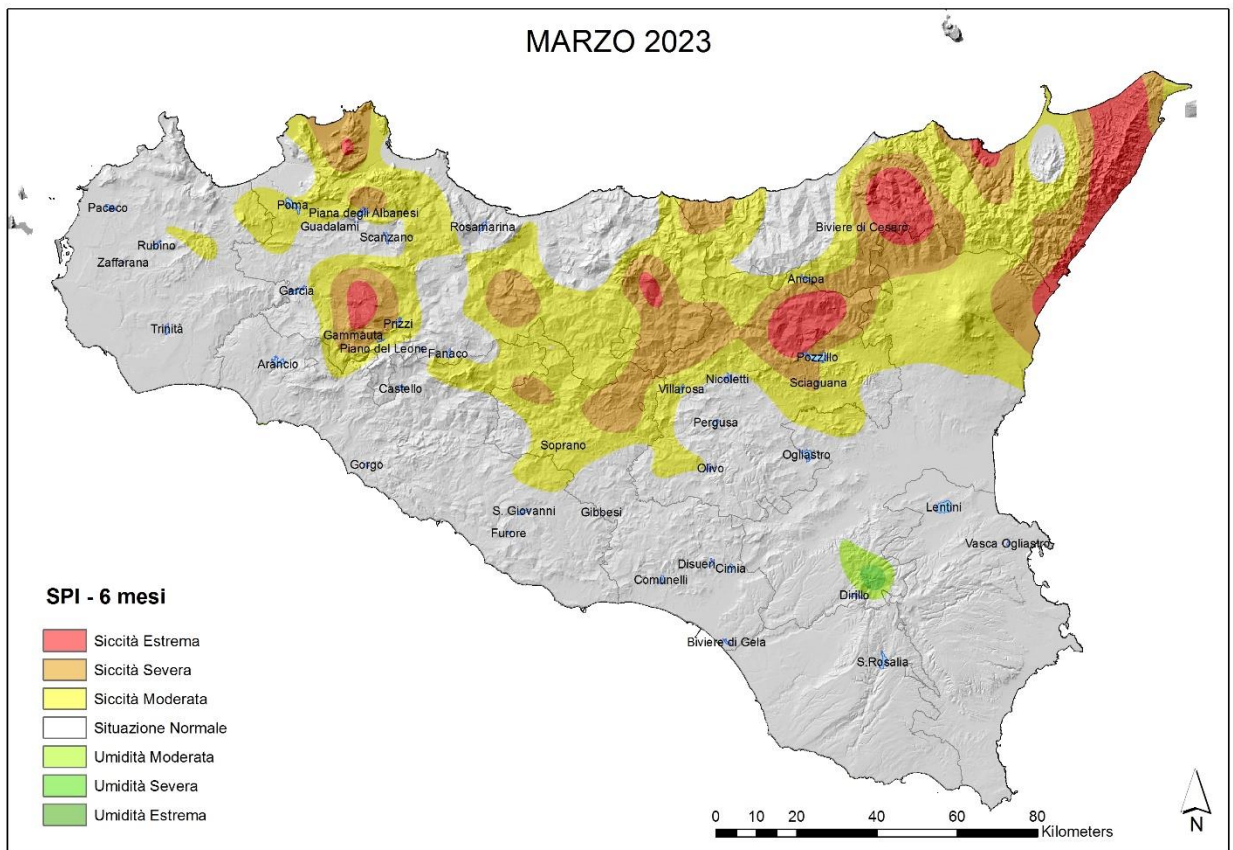 MARZO 2023
Paceco
Poma
Piana degli Albanesi
Guadalami
Scanzano
Rosamarina
Biviere di Cesarò
Rubino
Zaffarana
Garcia
Ancipa
Trinità
Prizzi
Gammauta
Piano del Leone
Fanaco
Arancio
Pozzillo
Castello
Villarosa
Nicoletti
Sciaguana
Pergusa
Soprano
Ogliastro
Gorgo
Olivo
S. Giovanni
Gibbesi
Lentini
Furore
Vasca Ogliastro
Disueri
Cimia
Comunelli
Dirillo
Biviere di Gela
S.Rosalia
SPI - 6 mesi
Siccità Estrema
Siccità Severa
Siccità Moderata
Situazione Normale
Umidità Moderata
Umidità Severa
Umidità Estrema
0 10 20 40 60 80
Kilometers
N